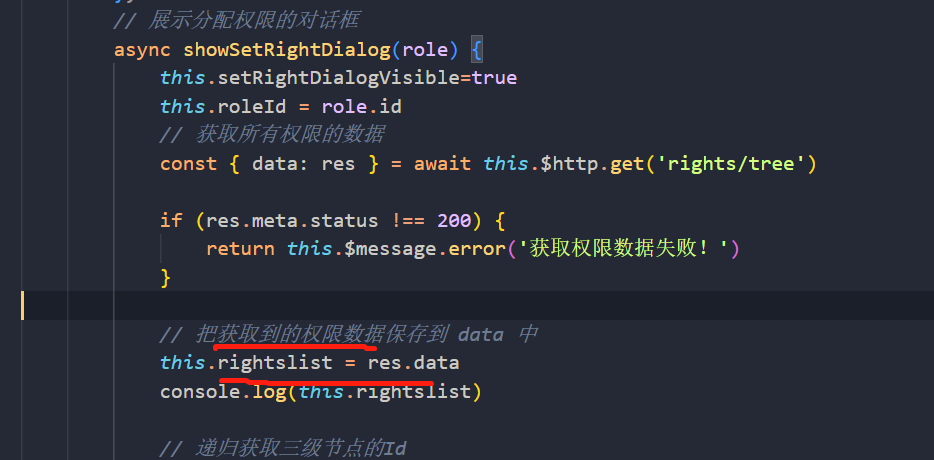 // 展示分配权限的对话框
async showSetRightDialog(role) {
this.setRightDialogVisible=true
this.roleId = role.id
// 获取所有权限的数据
const { data: res } = await this.$http.get('rights/tree')
if (res.meta.status !== 200) {
return this.$message.error('获取权限数据失败！')
}
// 把获取到的权限数据保存到 data 中
this.rightslist = res.data
console.log(this.rightslist)
// 递归获取三级节点的Id